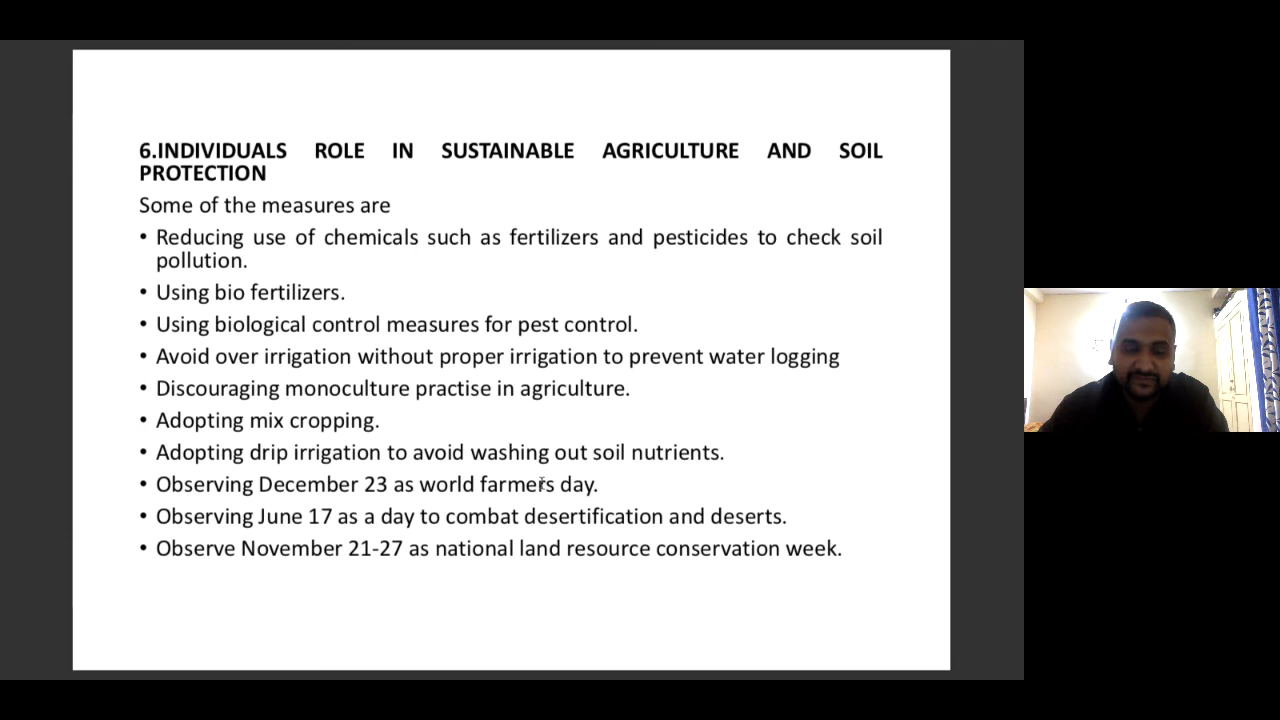 6.INDIVIDUALS ROLE IN SUSTAINABLE AGRICULTURE AND SOIL
PROTECTION
Some of the measures are
• Reducing use of chemicals such as fertilizers and pesticides to check soil
pollution.
• Using bio fertilizers.
• Using biological control measures for pest control.
• Avoid over irrigation without proper irrigation to prevent water logging
• Discouraging monoculture practise in agriculture.
• Adopting mix cropping.
• Adopting drip irrigation to avoid washing out soil nutrients.
• Observing December 23 as world farmers day.
• Observing June 17 as a day to combat desertification and deserts.
• Observe November 21-27 as national land resource conservation week.